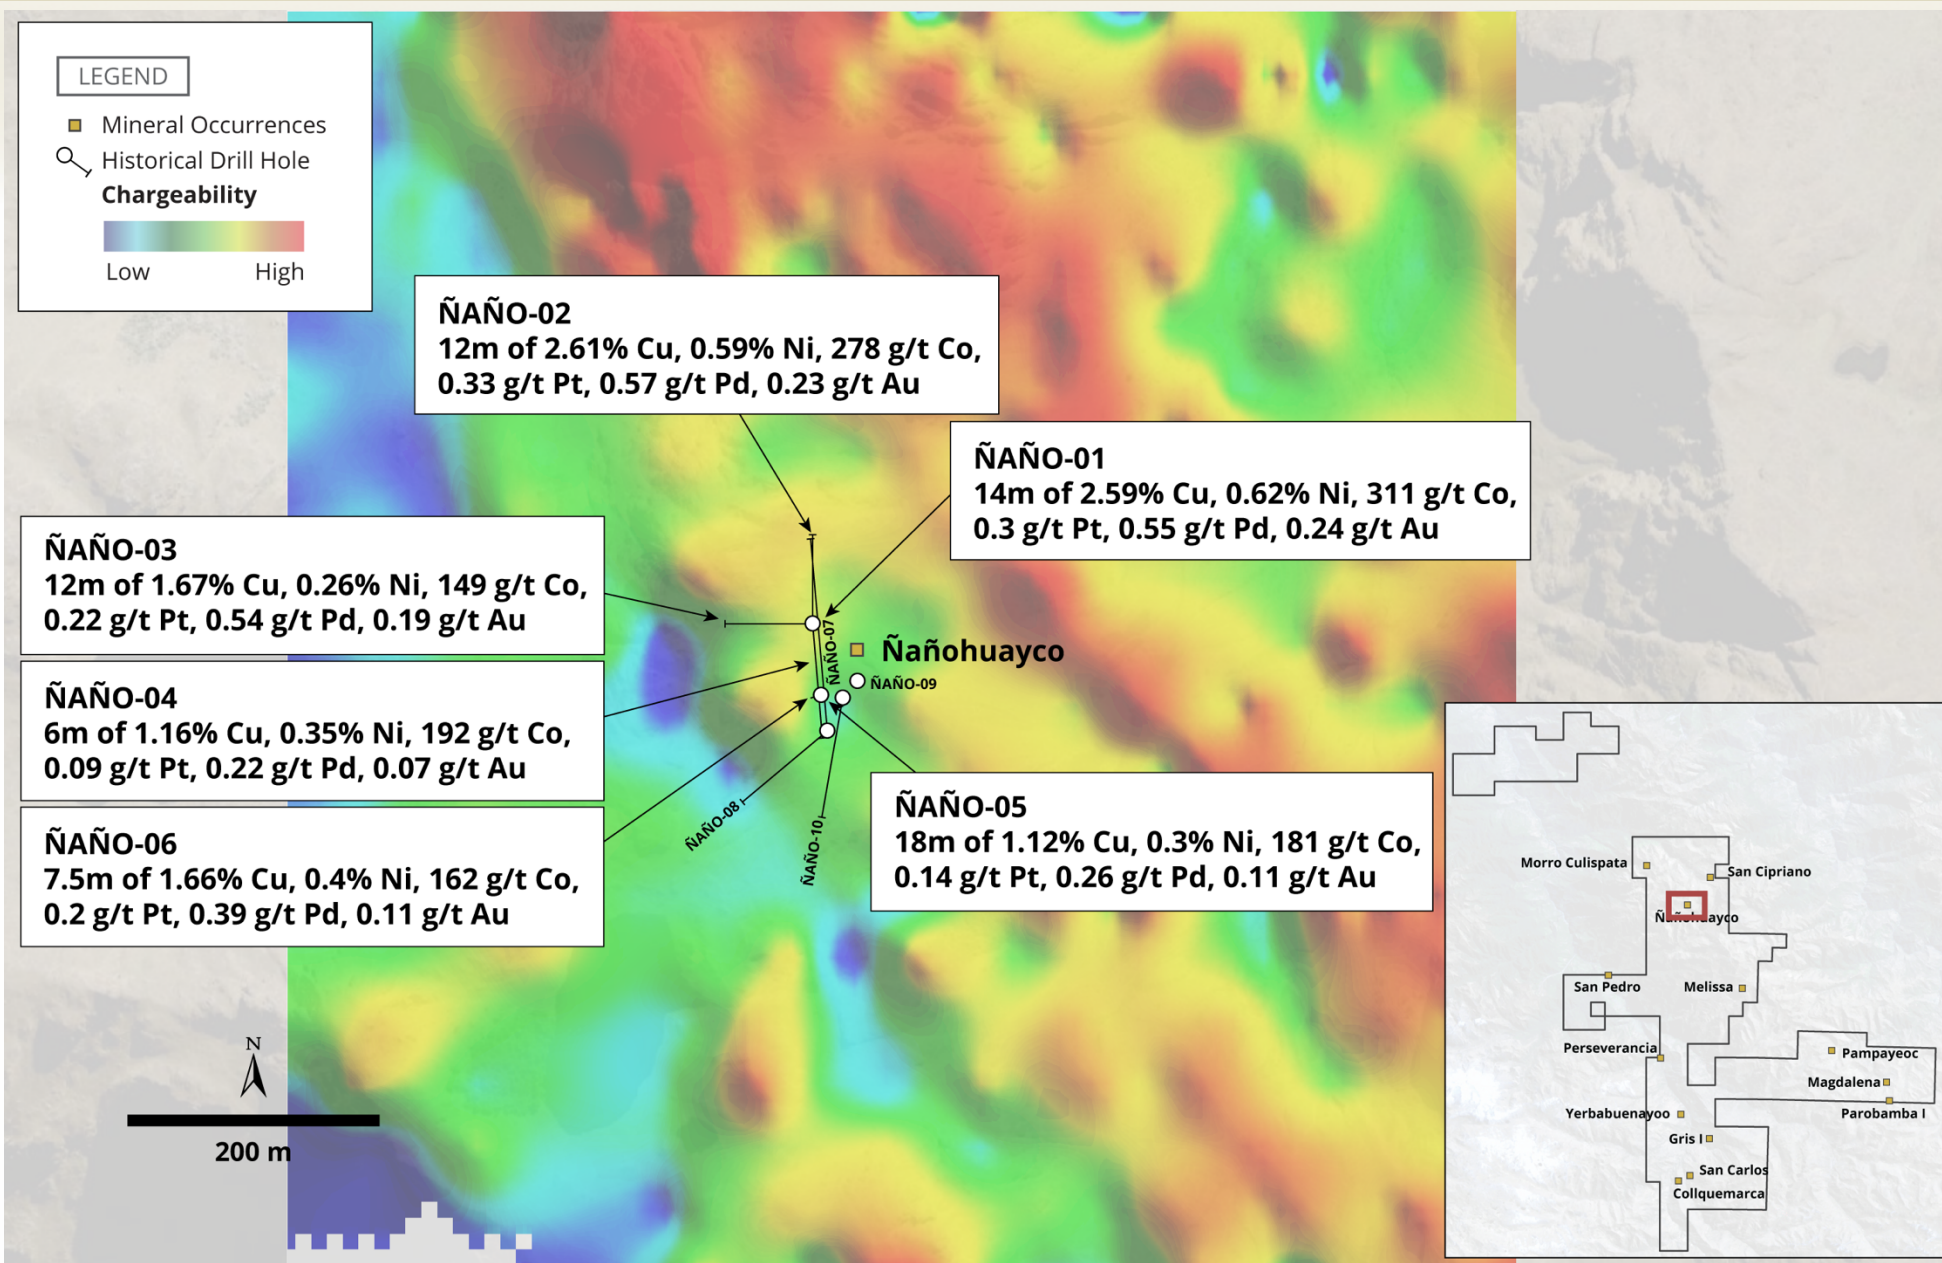 LEGEND
Mineral Occurrences
Historical Drill Hole
Chargeability
Low High
ÑAÑO-02
12m of 2.61% Cu, 0.59% Ni, 278 g/t Co,
0.33 g/t Pt, 0.57 g/t Pd, 0.23 g/t Au
ÑAÑO-01
14m of 2.59% Cu, 0.62% Ni, 311 g/t Co,
0.3 g/t Pt, 0.55 g/t Pd, 0.24 g/t Au
ÑAÑO-03
12m of 1.67% Cu, 0.26% Ni, 149 g/t Co,
0.22 g/t Pt, 0.54 g/t Pd, 0.19 g/t Au
ÑAÑO-04
6m of 1.16% Cu, 0.35% Ni, 192 g/t Co,
0.09 g/t Pt, 0.22 g/t Pd, 0.07 g/t Au
ÑAÑO-06
7.5m of 1.66% Cu, 0.4% Ni, 162 g/t Co,
0.2 g/t Pt, 0.39 g/t Pd, 0.11 g/t Au
ÑAÑO-07
Ñañohuayco
ÑAÑO-09
ÑAÑO-08
ÑAÑO-10
ÑAÑO-05
18m of 1.12% Cu, 0.3% Ni, 181 g/t Co,
0.14 g/t Pt, 0.26 g/t Pd, 0.11 g/t Au
N
200 m
Morro Culispata
San Cipriano
Ñañohuayco
San Pedro
Melissa
Perseverancia
Pampayeoc
Magdalena
Parobamba I
Yerbabuenayoo
Gris I
San Carlos
Collquemarca